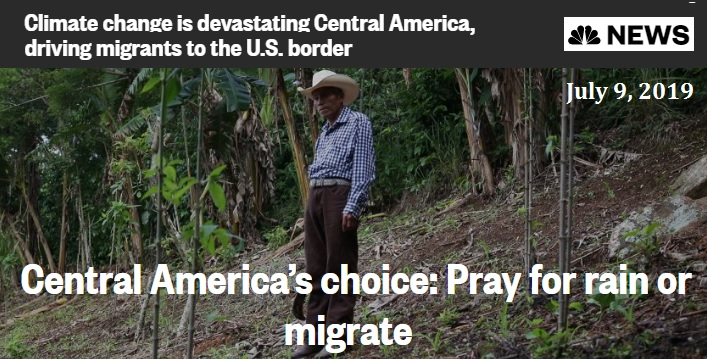 Climate change is devastating Central America,
driving migrants to the U.S. border
NEWS
July 9, 2019
Central America's choice: Pray for rain or
migrate